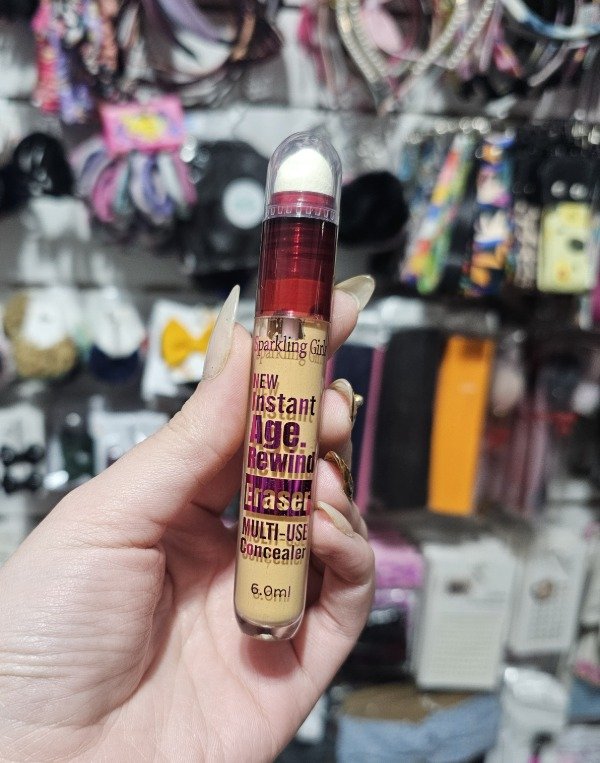 Sparkling Girl
NEW
Instant
Age.
Rewind
Eraser
MULTI-USE
Concealer
6.0ml